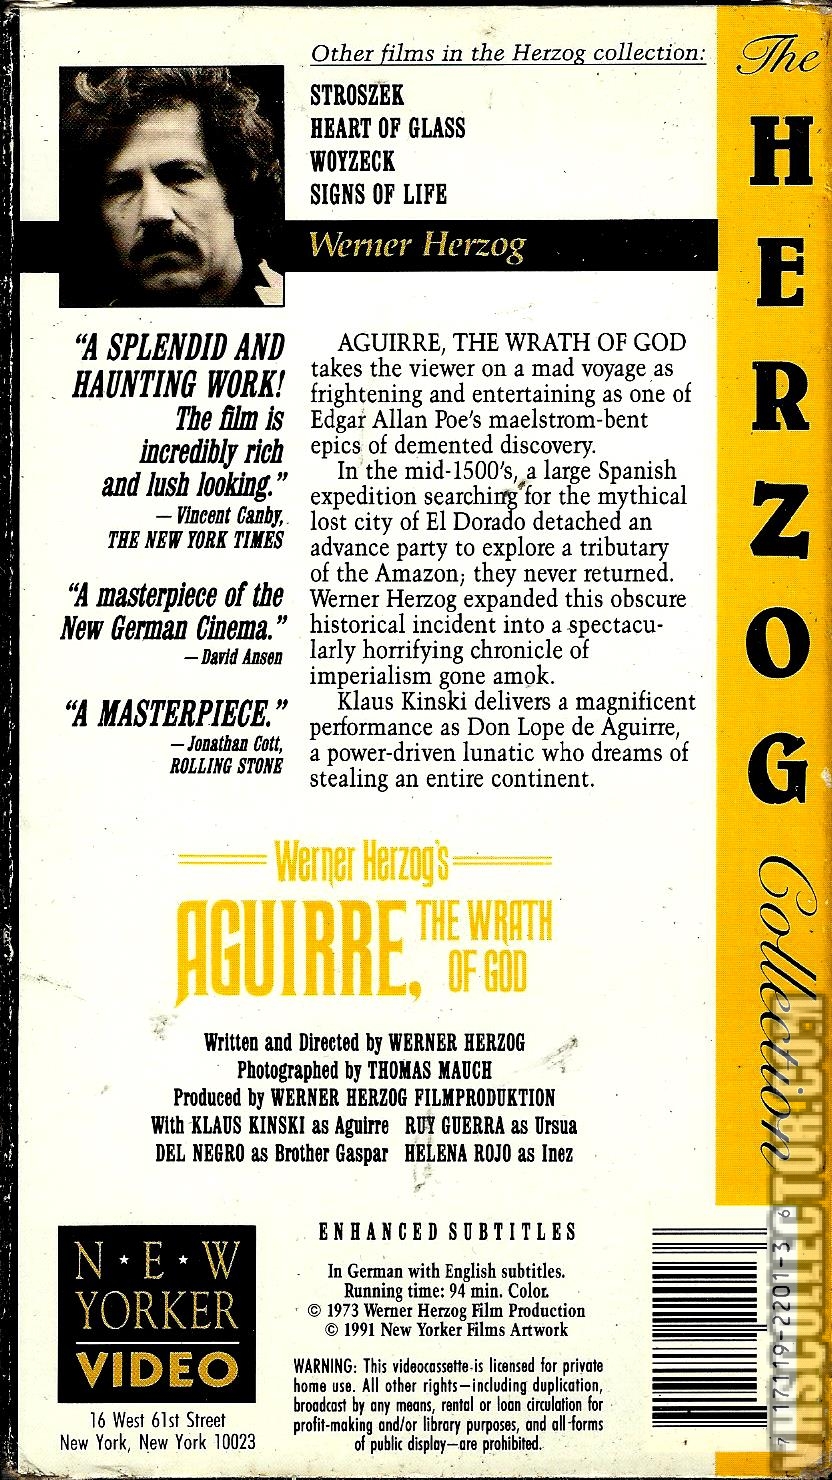 Other films in the Herzog collection:
STROSZEK
HEART OF GLASS
WOYZECK
SIGNS OF LIFE
Werner Herzog
"A SPLENDID AND
HAUNTING WORK!
The film is
incredibly rich
and lush looking."
— Vincent Canby,
THE NEW YORK TIMES
"A masterpiece of the
New German Cinema."
— David Ansen
"A MASTERPIECE."
— Jonathan Cott,
ROLLING STONE
AGUIRRE, THE WRATH OF GOD
takes the viewer on a mad voyage as
frightening and entertaining as one of
Edgar Allan Poe's maelstrom-bent
epics of demented discovery.
In the mid-1500's, a large Spanish
expedition searching for the mythical
lost city of El Dorado detached an
advance party to explore a tributary
of the Amazon; they never returned.
Werner Herzog expanded this obscure
historical incident into a spectacu-
larly horrifying chronicle of
imperialism gone amok.
Klaus Kinski delivers a magnificent
performance as Don Lope de Aguirre,
a power-driven lunatic who dreams of
stealing an entire continent.
Werner Herzog's
AGUIRRE, THE WRATH
OF GOD
Written and Directed by WERNER HERZOG
Photographed by THOMAS MAUCH
Produced by WERNER HERZOG FILMPRODUKTION
With KLAUS KINSKI as Aguirre RUY GUERRA as Ursua
DEL NEGRO as Brother Gaspar HELENA ROJO as Inez
N ★ E ★ W
YORKER
VIDEO
16 West 61st Street
New York, New York 10023
ENHANCED SUBTITLES
In German with English subtitles.
Running time: 94 min. Color.
© 1973 Werner Herzog Film Production
© 1991 New Yorker Films Artwork
WARNING: This videocassette is licensed for private
home use. All other rights—including duplication,
broadcast by any means, rental or loan circulation for
profit-making and/or library purposes, and all forms
of public display—are prohibited.
The HERZOG Collection
7 17119-2201-3 6
VHSCOLLECTOR.COM